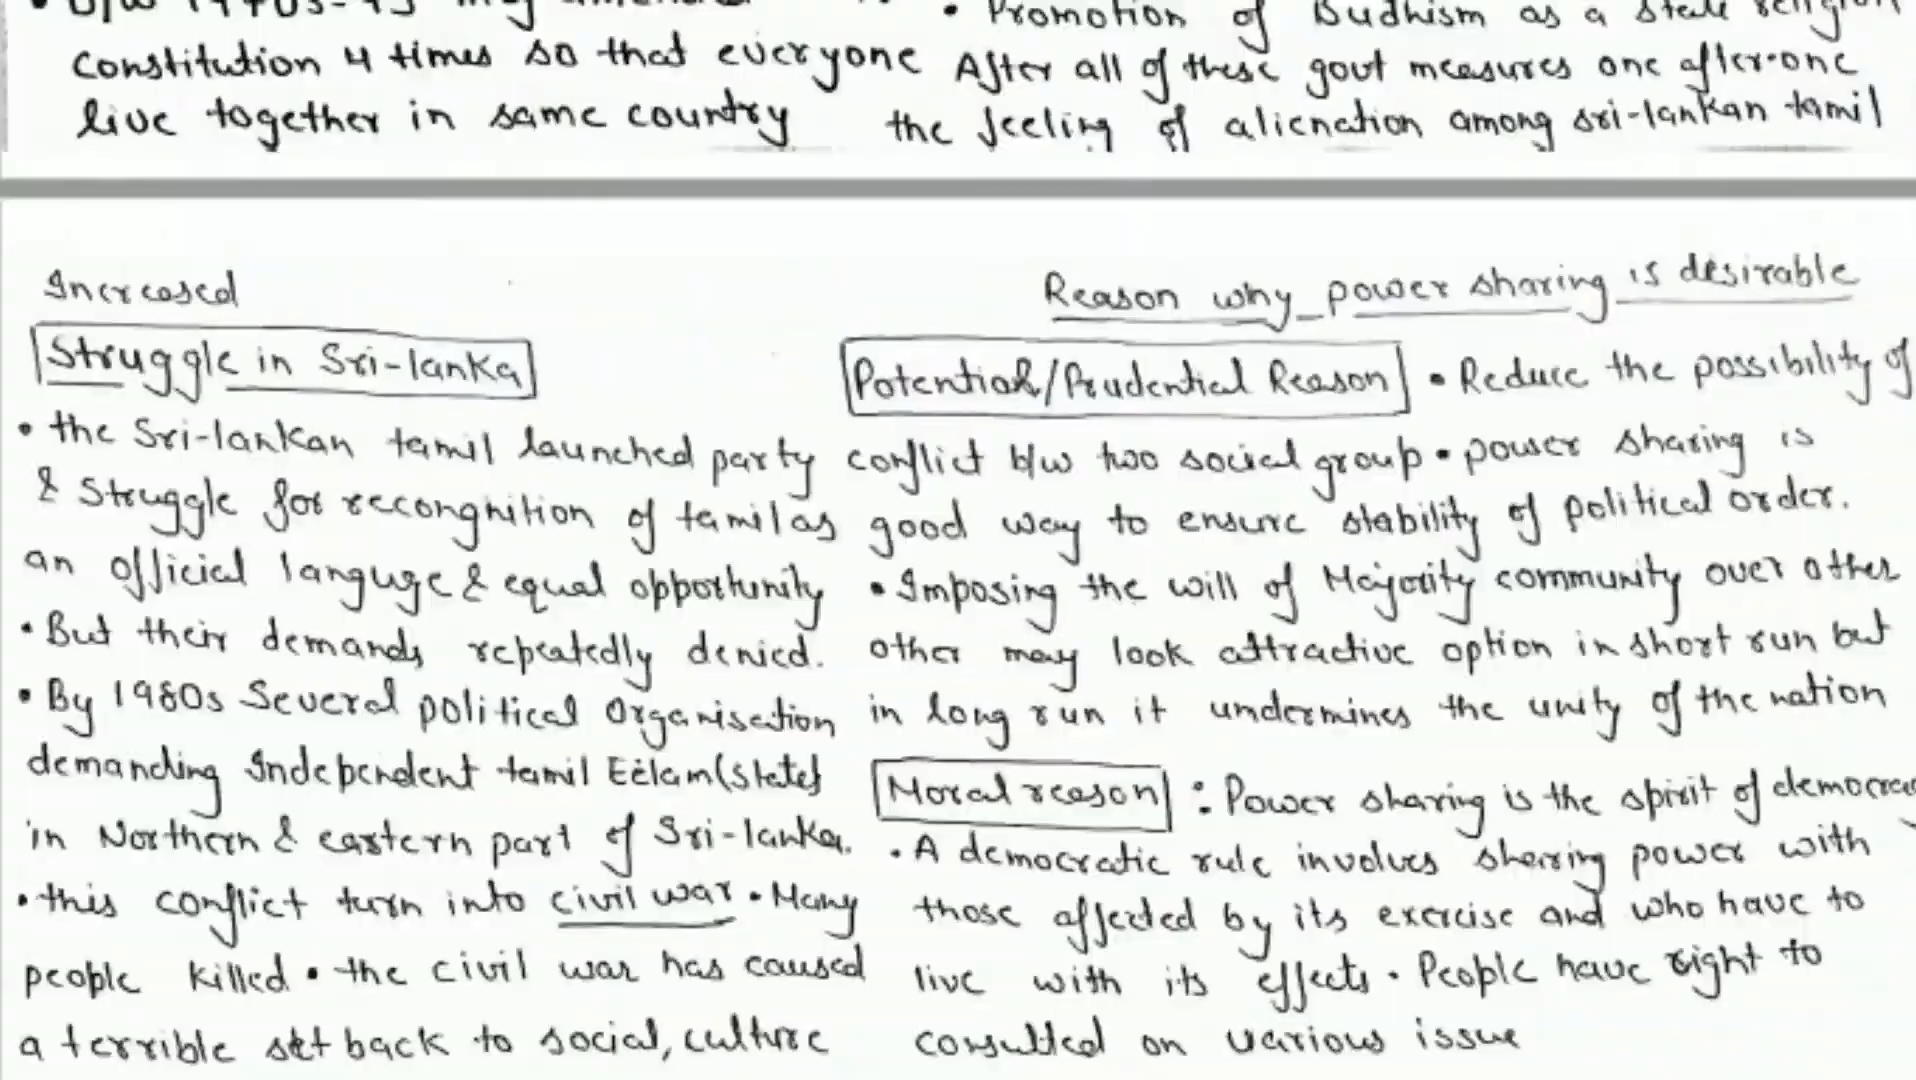 constitution 4 times so that everyone
live together in same country
• Promotion of Budhism as a state religion
After all of these govt measures one after-one
the feeling of alienation among sri-lankan tamil
Increased
Struggle in Sri-lanka
• the Sri-lankan tamil launched party
& struggle for recongnition of tamil as
an official languge & equal opportunity
• But their demands repeatedly denied.
• By 1980s Several political Organisation
demanding Independent tamil Eelam (state)
in Northern & eastern part of Sri-lanka.
• this conflict turn into civil war • Many
people killed • the civil war has caused
a terrible set back to social, culture
Reason why power sharing is desirable
Potential/Prudential Reason • Reduce the possibility of
conflict b/w two social group • power sharing is
good way to ensure stability of political order.
• Imposing the will of Majority community over other
other may look attractive option in short run but
in long run it undermines the unity of the nation
Moral reason : Power sharing is the spirit of democracy
• A democratic rule involves sharing power with
those affected by its exercise and who have to
live with its effects • People have right to
consulted on various issue